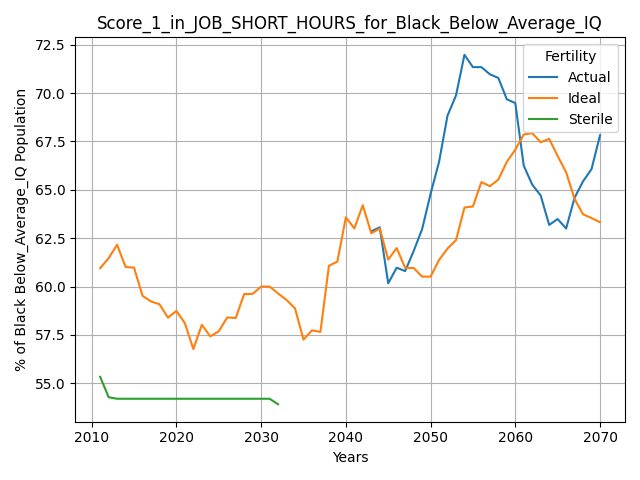 Score_1_in_JOB_SHORT_HOURS_for_Black_Below_Average_IQ
72.5
70.0
67.5
65.0
62.5
60.0
57.5
55.0
% of Black Below_Average_IQ Population
Fertility
Actual
Ideal
Sterile
2010
2020
2030
2040
2050
2060
2070
Years